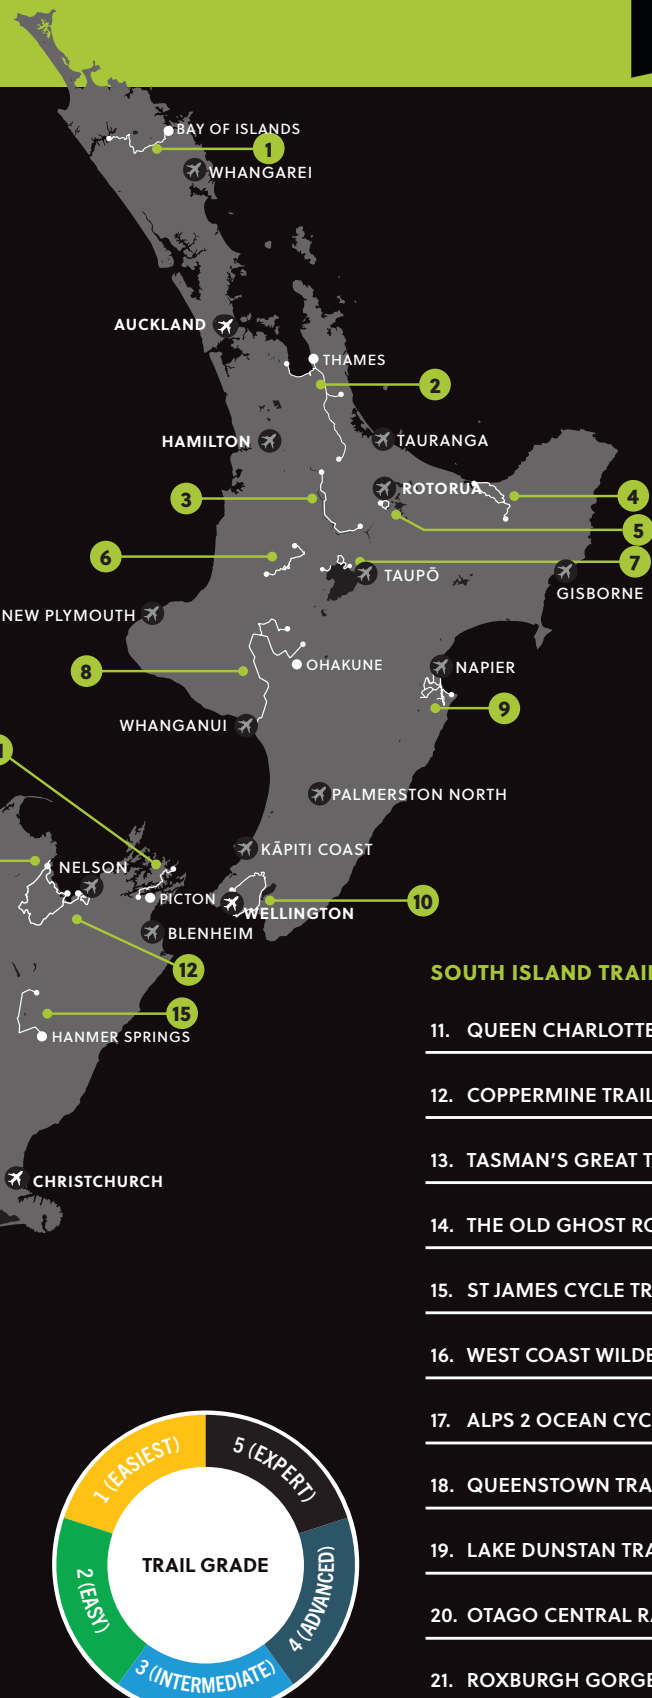 BAY OF ISLANDS
1
WHANGAREI
AUCKLAND
THAMES
2
HAMILTON
TAURANGA
3
ROTORUA
4
5
6
7
TAUPŌ
GISBORNE
NEW PLYMOUTH
8
OHAKUNE
NAPIER
9
WHANGANUI
PALMERSTON NORTH
KĀPITI COAST
NELSON
PICTON
10
WELLINGTON
BLENHEIM
12
15
HANMER SPRINGS
CHRISTCHURCH
SOUTH ISLAND TRAI
11. QUEEN CHARLOTTE
12. COPPERMINE TRAIL
13. TASMAN'S GREAT T
14. THE OLD GHOST RO
15. ST JAMES CYCLE TR
16. WEST COAST WILDE
17. ALPS 2 OCEAN CYC
18. QUEENSTOWN TRA
19. LAKE DUNSTAN TRA
20. OTAGO CENTRAL RA
21. ROXBURGH GORGE
TRAIL GRADE
1 (EASIEST)
2 (EASY)
3 (INTERMEDIATE)
4 (ADVANCED)
5 (EXPERT)